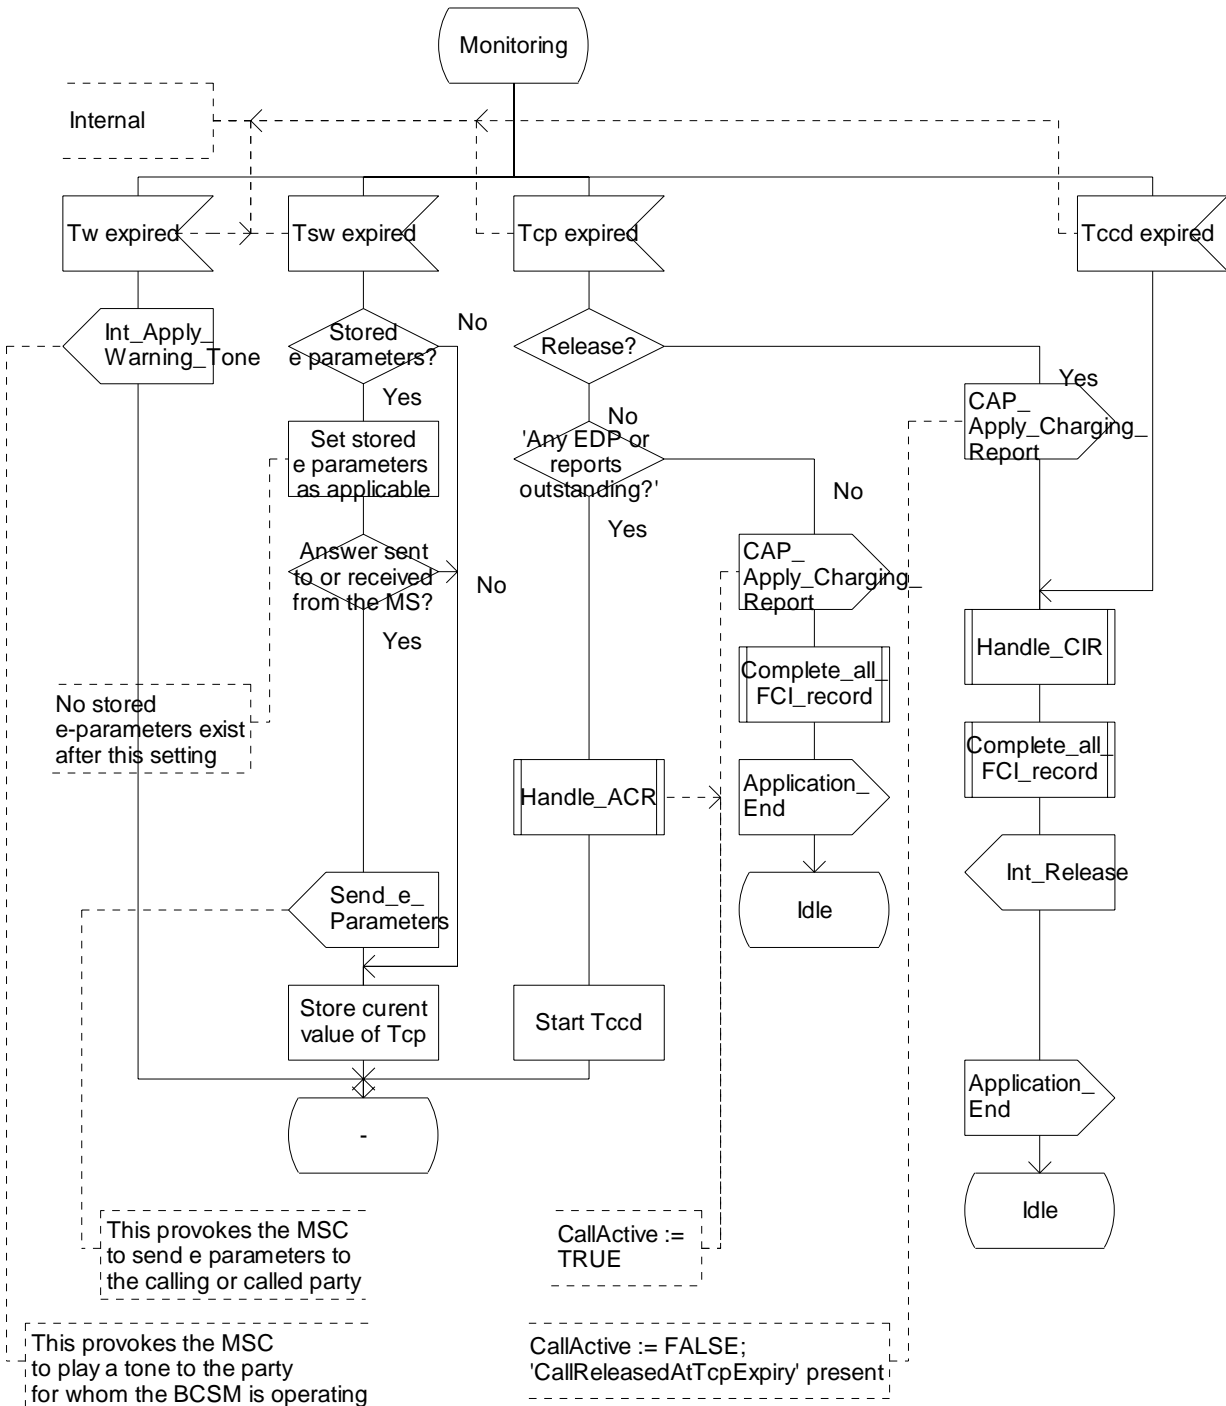 Monitoring
Internal
Tw expired
Tsw expired
Tcp expired
Tccd expired
Int_Apply_
Warning_Tone
Stored
e parameters?
No
Yes
Release?
Yes
No
CAP_
Apply_Charging_
Report
Set stored
e parameters
as applicable
'Any EDP or
reports
outstanding?'
No
Yes
Answer sent
to or received
from the MS?
No
Yes
CAP_
Apply_Charging_
Report
Handle_CIR
Complete_all_
FCI_record
No stored
e-parameters exist
after this setting
Complete_all_
FCI_record
Handle_ACR
Application_
End
Int_Release
Send_e_
Parameters
Idle
Store curent
value of Tcp
Start Tccd
Application_
End
-
Idle
This provokes the MSC
to send e parameters to
the calling or called party
CallActive :=
TRUE
This provokes the MSC
to play a tone to the party
for whom the BCSM is operating
CallActive := FALSE;
'CallReleasedAtTcpExpiry' present